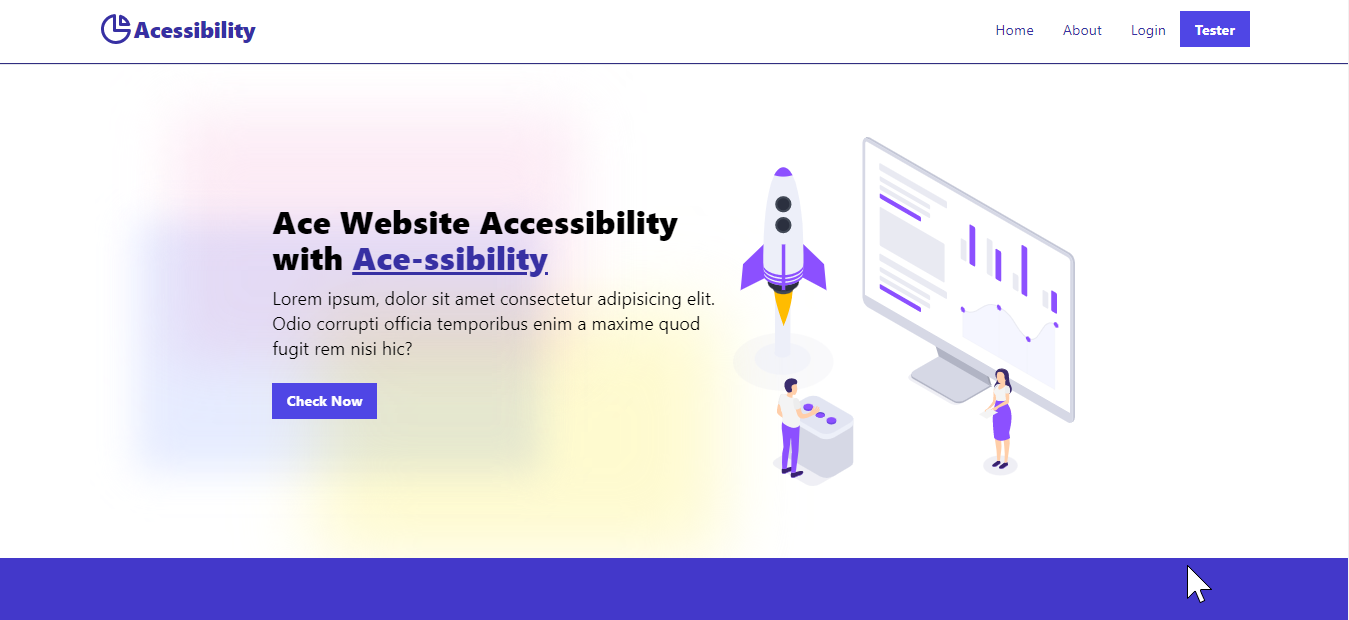 Acessibility
Home
About
Login
Tester
Ace Website Accessibility
with Ace-ssibility
Lorem ipsum, dolor sit amet consectetur adipisicing elit.
Odio corrupti officia temporibus enim a maxime quod
fugit rem nisi hic?
Check Now